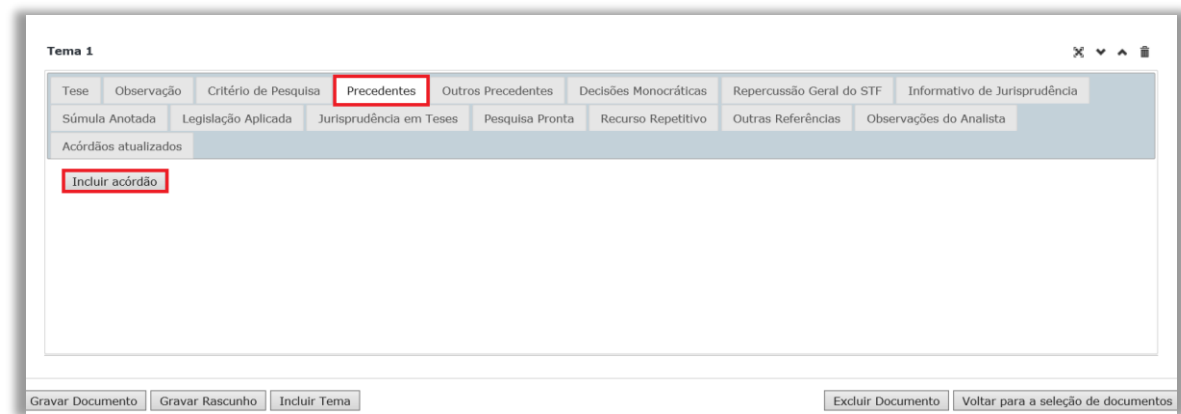 Tema 1
Tese Observação Critério de Pesquisa Precedentes Outros Precedentes Decisões Monocráticas Repercussão Geral do STF Informativo de Jurisprudência
Súmula Anotada Legislação Aplicada Jurisprudência em Teses Pesquisa Pronta Recurso Repetitivo Outras Referências Observações do Analista
Acórdãos atualizados
Incluir acórdão
Gravar Documento Gravar Rascunho Incluir Tema Excluir Documento Voltar para a seleção de documentos